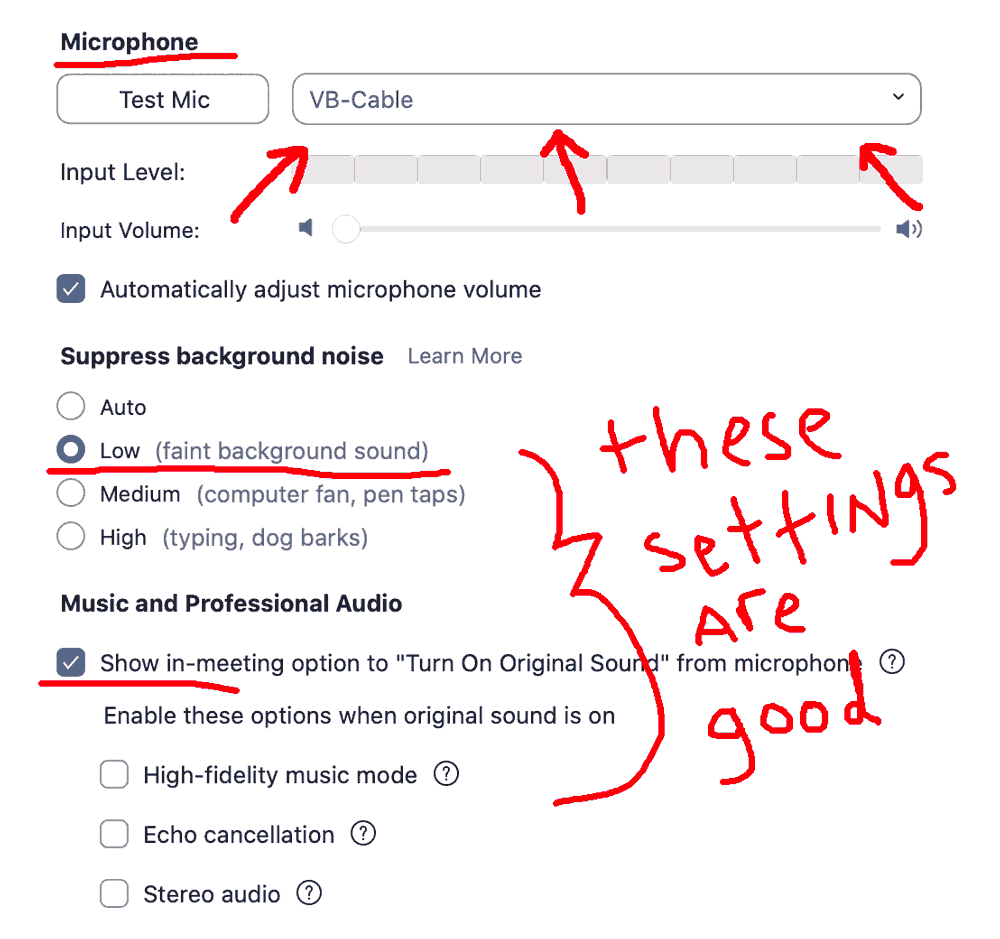 Microphone
Test Mic VB-Cable
Input Level:
Input Volume:
Automatically adjust microphone volume
Suppress background noise Learn More
Auto
Low (faint background sound)
Medium (computer fan, pen taps)
High (typing, dog barks)
these
settINgs
Are
good
Music and Professional Audio
Show in-meeting option to "Turn On Original Sound" from microphone ?
Enable these options when original sound is on
High-fidelity music mode ?
Echo cancellation ?
Stereo audio ?